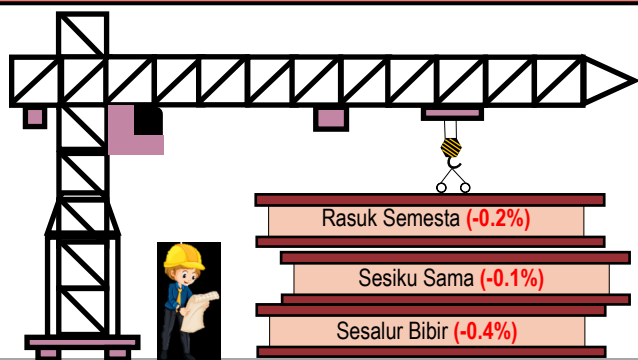 Rasuk Semesta (-0.2%)
Sesiku Sama (-0.1%)
Sesalur Bibir (-0.4%)